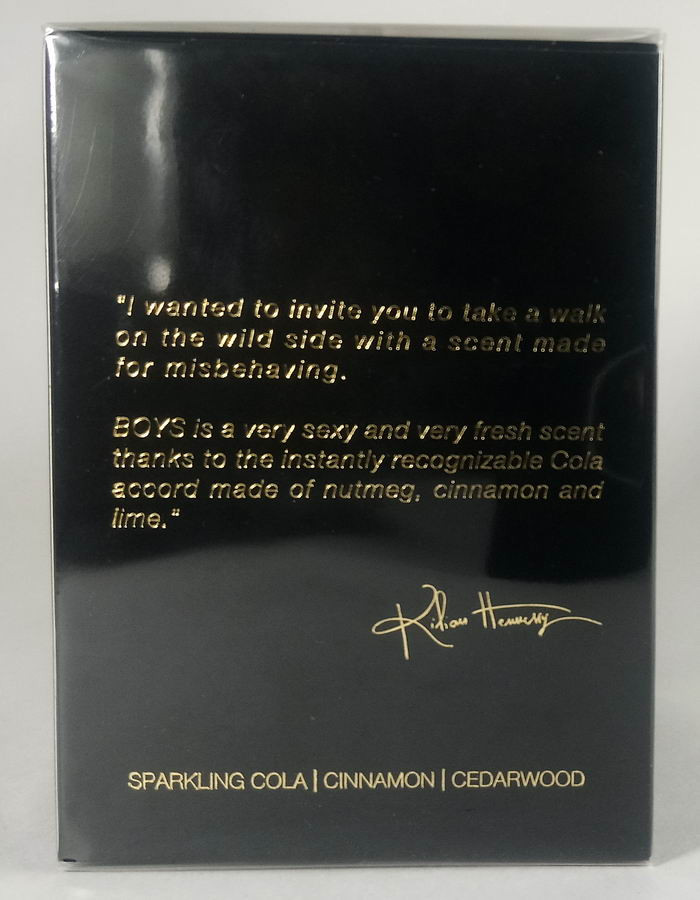 "I wanted to invite you to take a walk
on the wild side with a scent made
for misbehaving.
BOYS is a very sexy and very fresh scent
thanks to the instantly recognizable Cola
accord made of nutmeg, cinnamon and
lime."
Kilian Hennessy
SPARKLING COLA | CINNAMON | CEDARWOOD